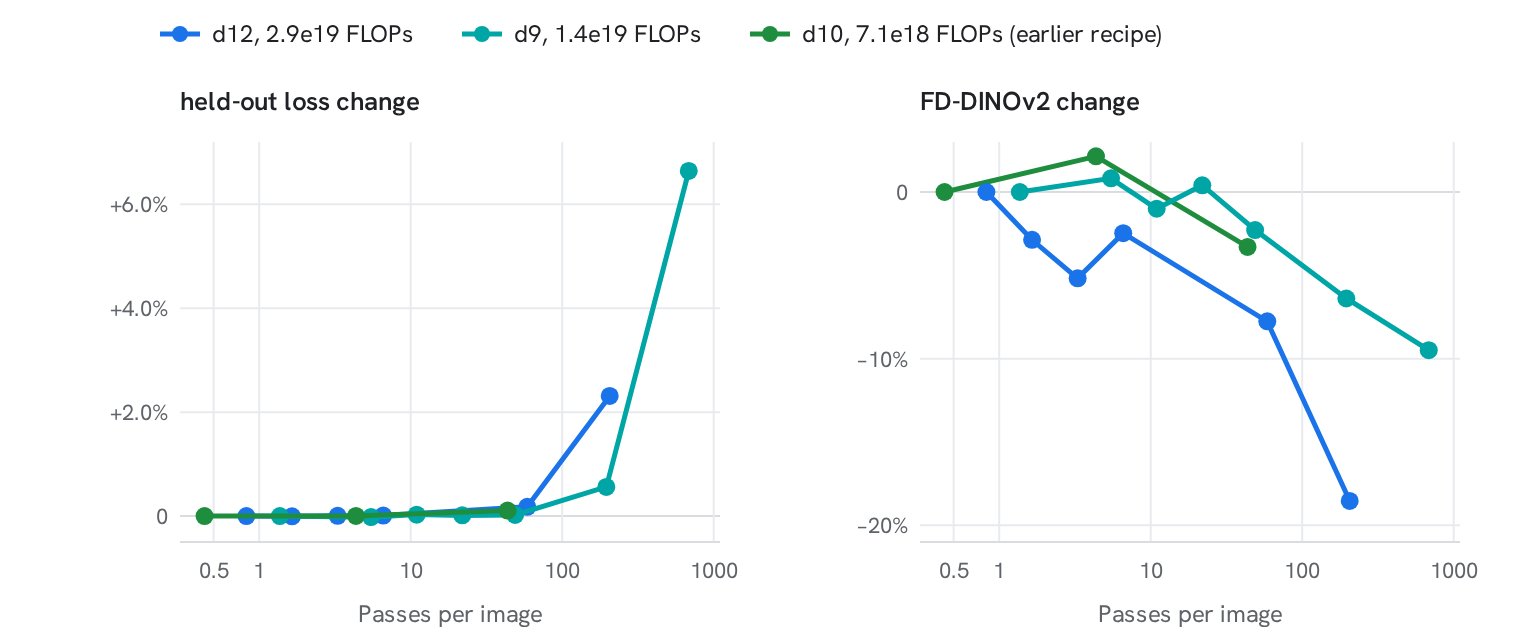 d12, 2.9e19 FLOPs d9, 1.4e19 FLOPs d10, 7.1e18 FLOPs (earlier recipe)
held-out loss change
+6.0%
+4.0%
+2.0%
0
0.5 1 10 100 1000
Passes per image
FD-DINOv2 change
0
−10%
−20%
0.5 1 10 100 1000
Passes per image